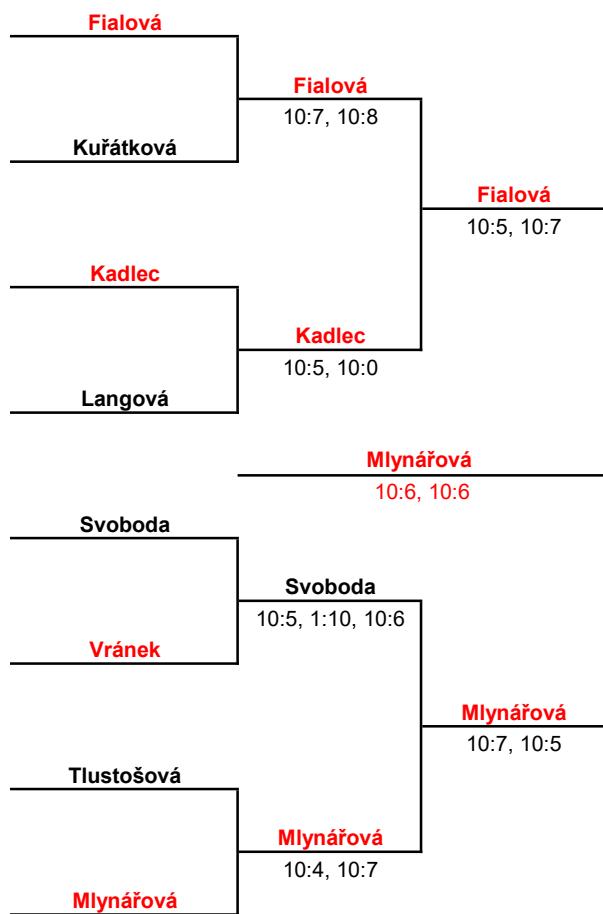 Fialová
Fialová
10:7, 10:8
Kuřátková
Fialová
10:5, 10:7
Kadlec
Kadlec
10:5, 10:0
Langová
Mlynářová
10:6, 10:6
Svoboda
Svoboda
10:5, 1:10, 10:6
Vránek
Mlynářová
10:7, 10:5
Tlustošová
Mlynářová
10:4, 10:7
Mlynářová